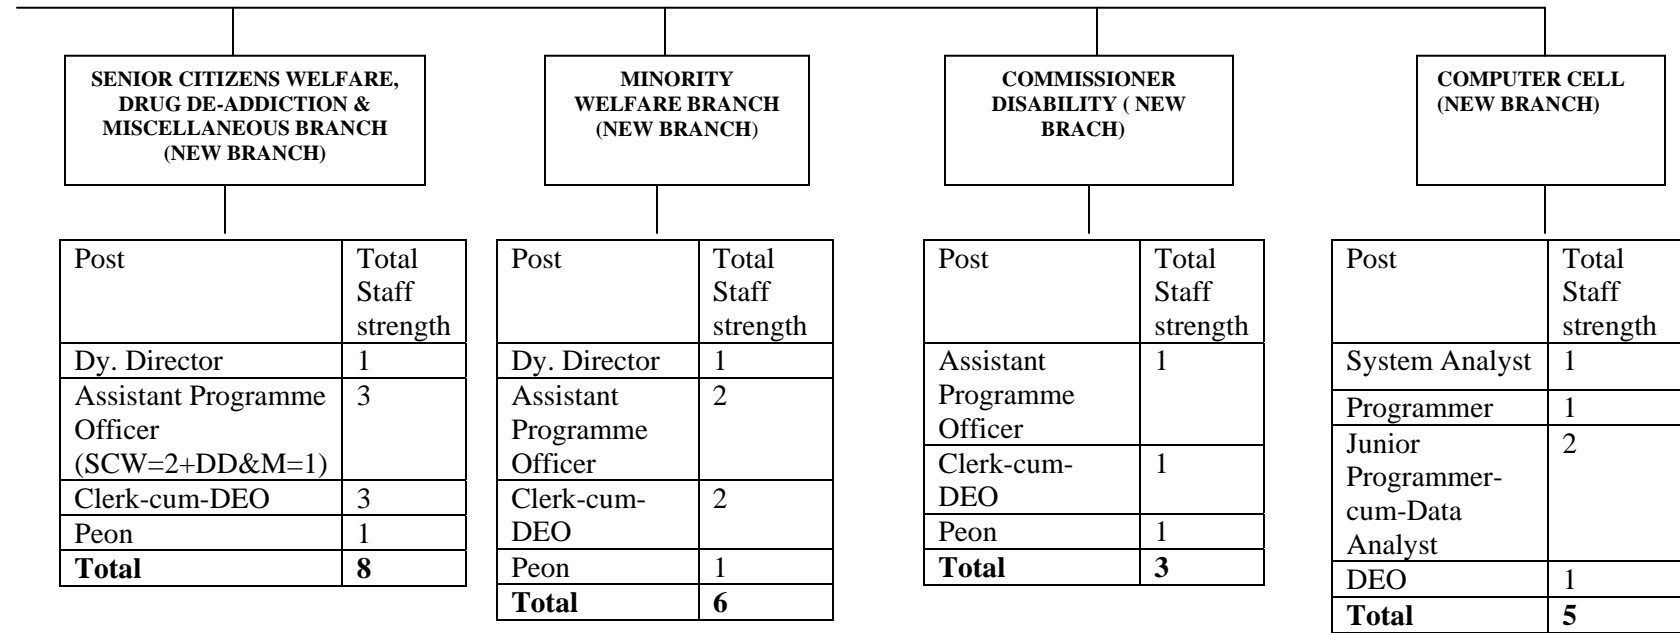 SENIOR CITIZENS WELFARE,
DRUG DE-ADDICTION &
MISCELLANEOUS BRANCH
(NEW BRANCH)
MINORITY
WELFARE BRANCH
(NEW BRANCH)
COMMISSIONER
DISABILITY ( NEW
BRACH)
COMPUTER CELL
(NEW BRANCH)
Post Total
Staff
strength
Dy. Director 1
Assistant Programme 3
Officer
(SCW=2+DD&M=1)
Clerk-cum-DEO 3
Peon 1
Total 8
Post Total
Staff
strength
Dy. Director 1
Assistant 2
Programme
Officer
Clerk-cum- 2
DEO
Peon 1
Total 6
Post Total
Staff
strength
Assistant 1
Programme
Officer
Clerk-cum- 1
DEO
Peon 1
Total 3
Post Total
Staff
strength
System Analyst 1
Programmer 1
Junior 2
Programmer-
cum-Data
Analyst
DEO 1
Total 5